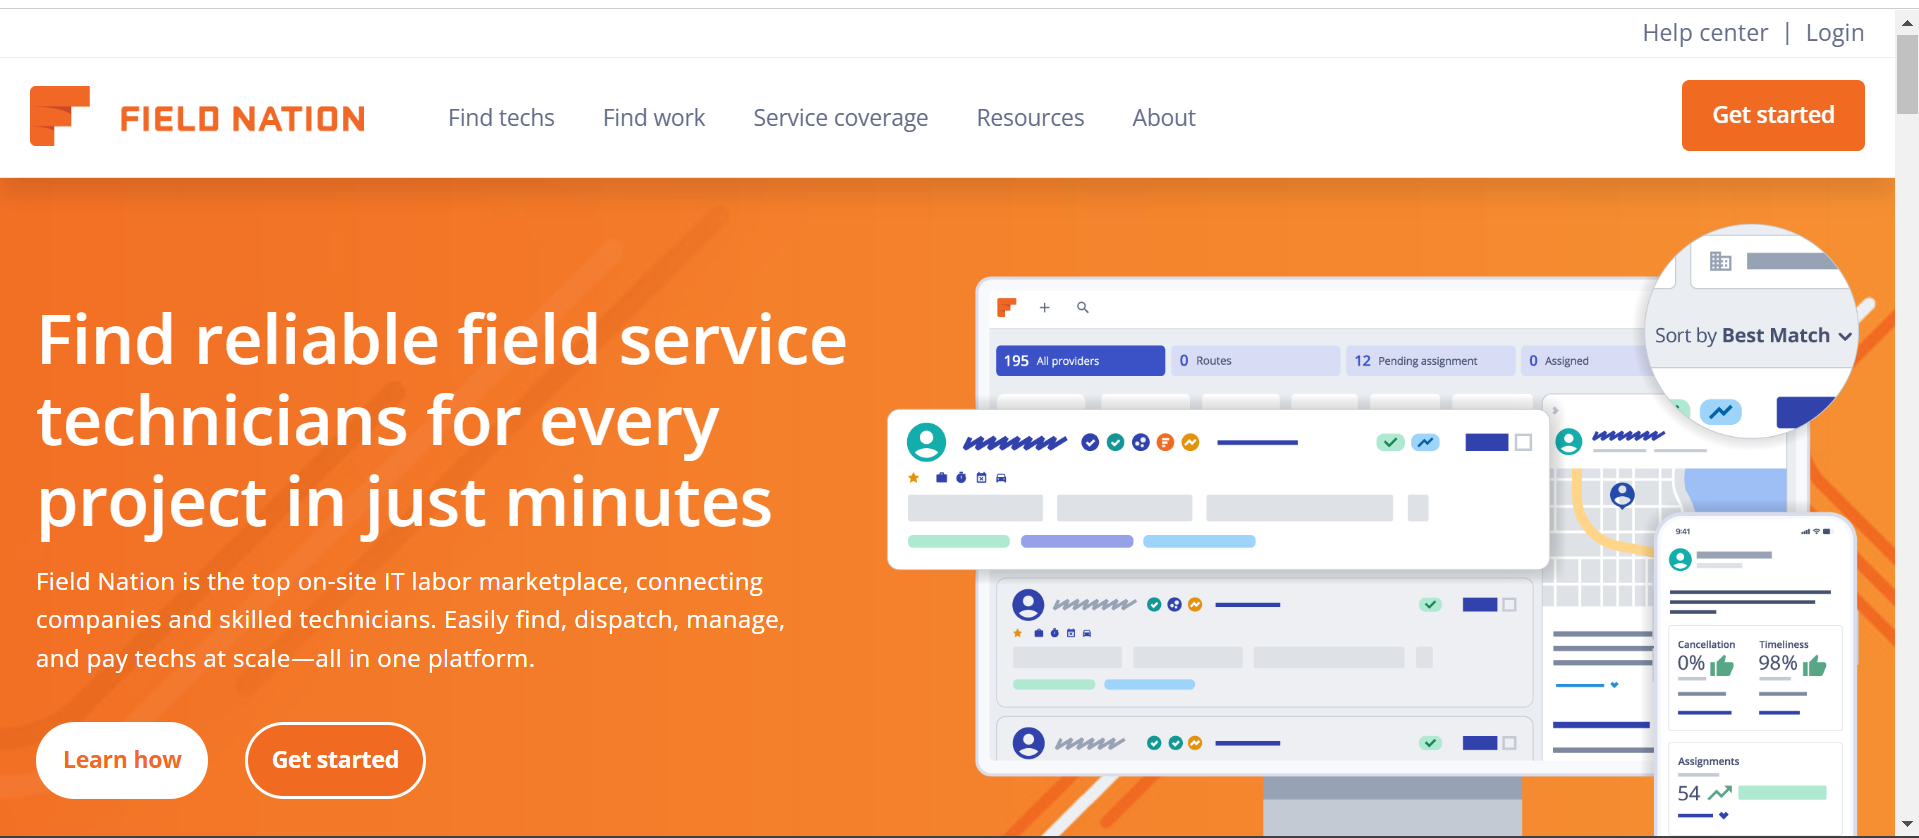 Help center | Login
FIELD NATION
Find techs Find work Service coverage Resources About
Get started
Find reliable field service
technicians for every
project in just minutes
Field Nation is the top on-site IT labor marketplace, connecting
companies and skilled technicians. Easily find, dispatch, manage,
and pay techs at scale—all in one platform.
Learn how Get started
195 All providers 0 Routes 12 Pending assignment 0 Assigned
Sort by Best Match
9:41
Cancellation Timeliness
0% 98%
Assignments
54